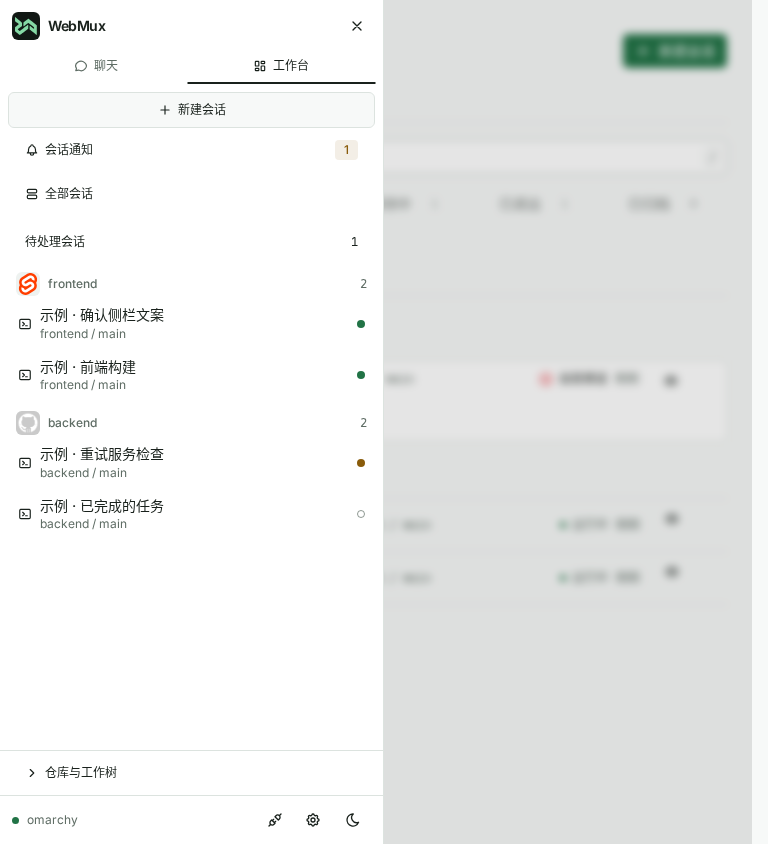 WebMux
聊天
工作台
新建会话
会话通知
1
全部会话
待处理会话
1
frontend
2
示例 · 确认侧栏文案
frontend / main
示例 · 前端构建
frontend / main
backend
2
示例 · 重试服务检查
backend / main
示例 · 已完成的任务
backend / main
仓库与工作树
omarchy